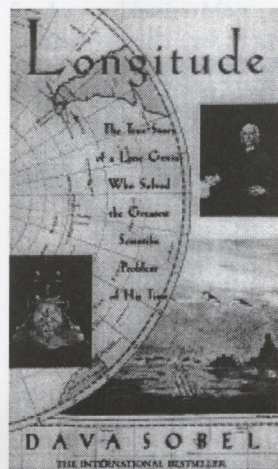 Longitude
The True Story
of a Lone Genius
Who Solved
the Greatest
Scientific
Problem
of His Time
DAVA SOBEL
THE INTERNATIONAL BESTSELLER